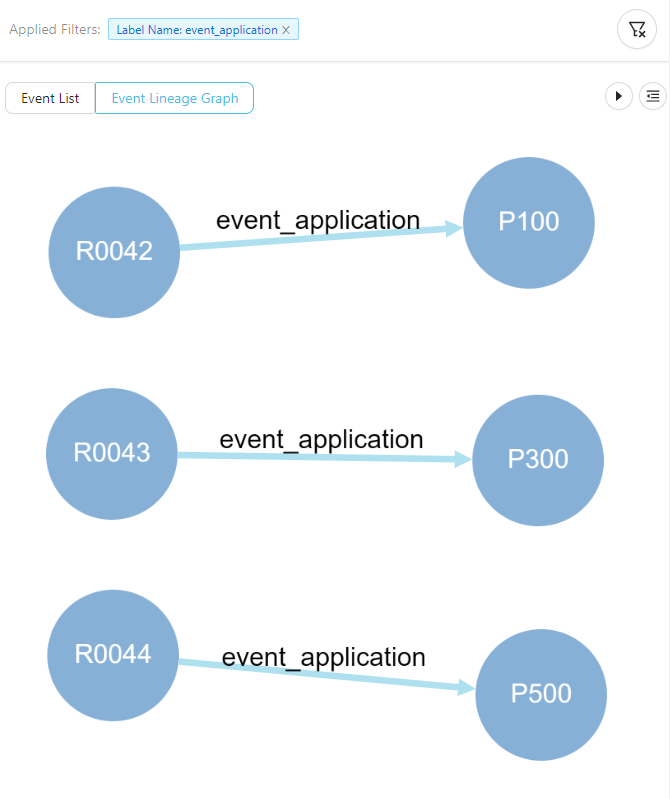 Applied Filters: Label Name: event_application X
Event List Event Lineage Graph
R0042 event_application P100
R0043 event_application P300
R0044 event_application P500